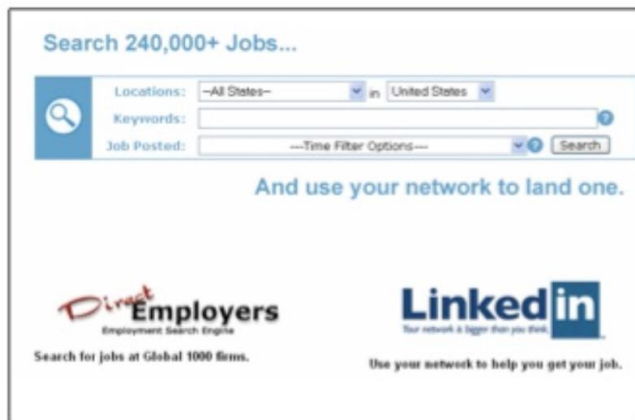 Search 240,000+ Jobs...
Locations: --All States-- in United States
Keywords: ?
Job Posted: ---Time Filter Options--- ? Search
And use your network to land one.
Direct Employers
Employment Search Engine
Search for jobs at Global 1000 firms.
Linked in
Your network is bigger than you think.
Use your network to help you get your job.